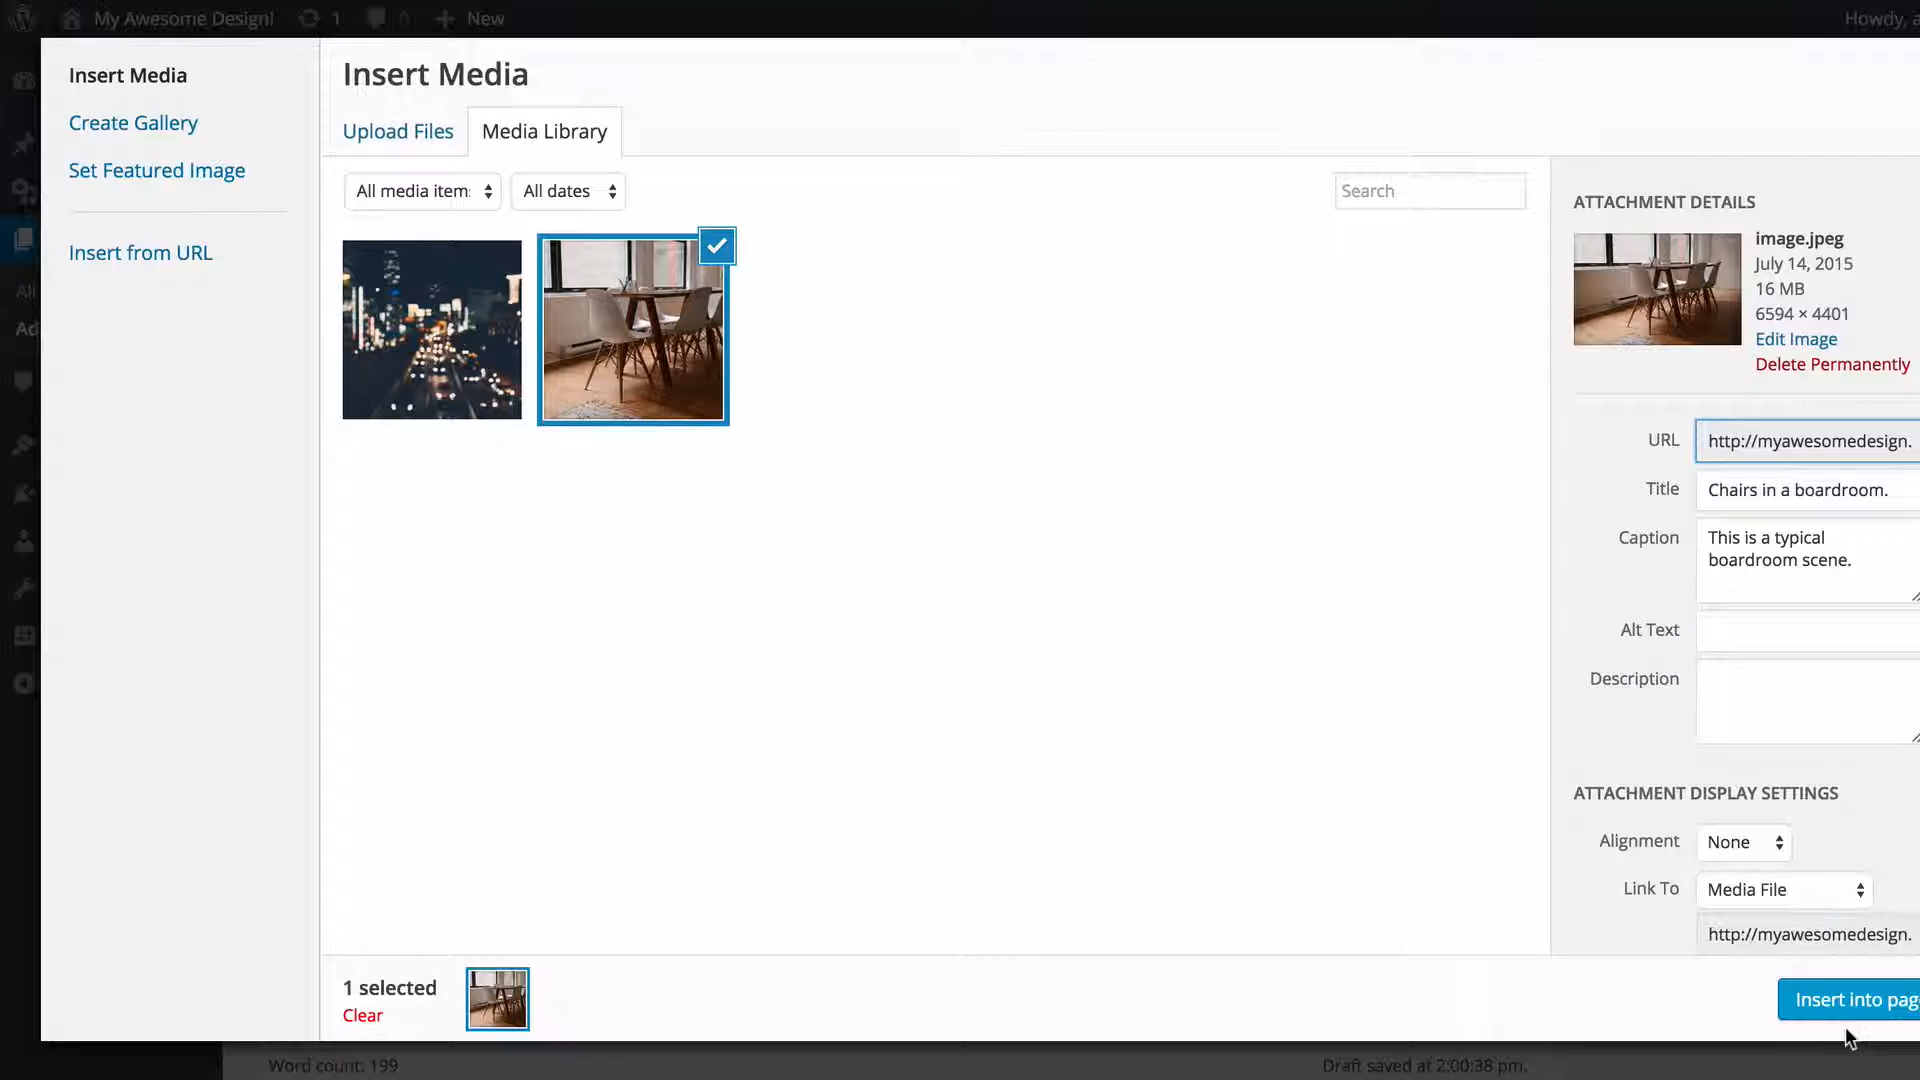 My Awesome Design!
1
0
New
Howdy, a
Insert Media
Create Gallery
Set Featured Image
Insert from URL
All
Ad
Insert Media
Upload Files
Media Library
All media item
All dates
Search
ATTACHMENT DETAILS
image.jpeg
July 14, 2015
16 MB
6594 × 4401
Edit Image
Delete Permanently
URL
http://myawesomedesign.
Title
Chairs in a boardroom.
Caption
This is a typical
boardroom scene.
Alt Text
Description
ATTACHMENT DISPLAY SETTINGS
Alignment
None
Link To
Media File
http://myawesomedesign.
1 selected
Clear
Insert into pag
Word count: 199
Draft saved at 2:00:38 pm.